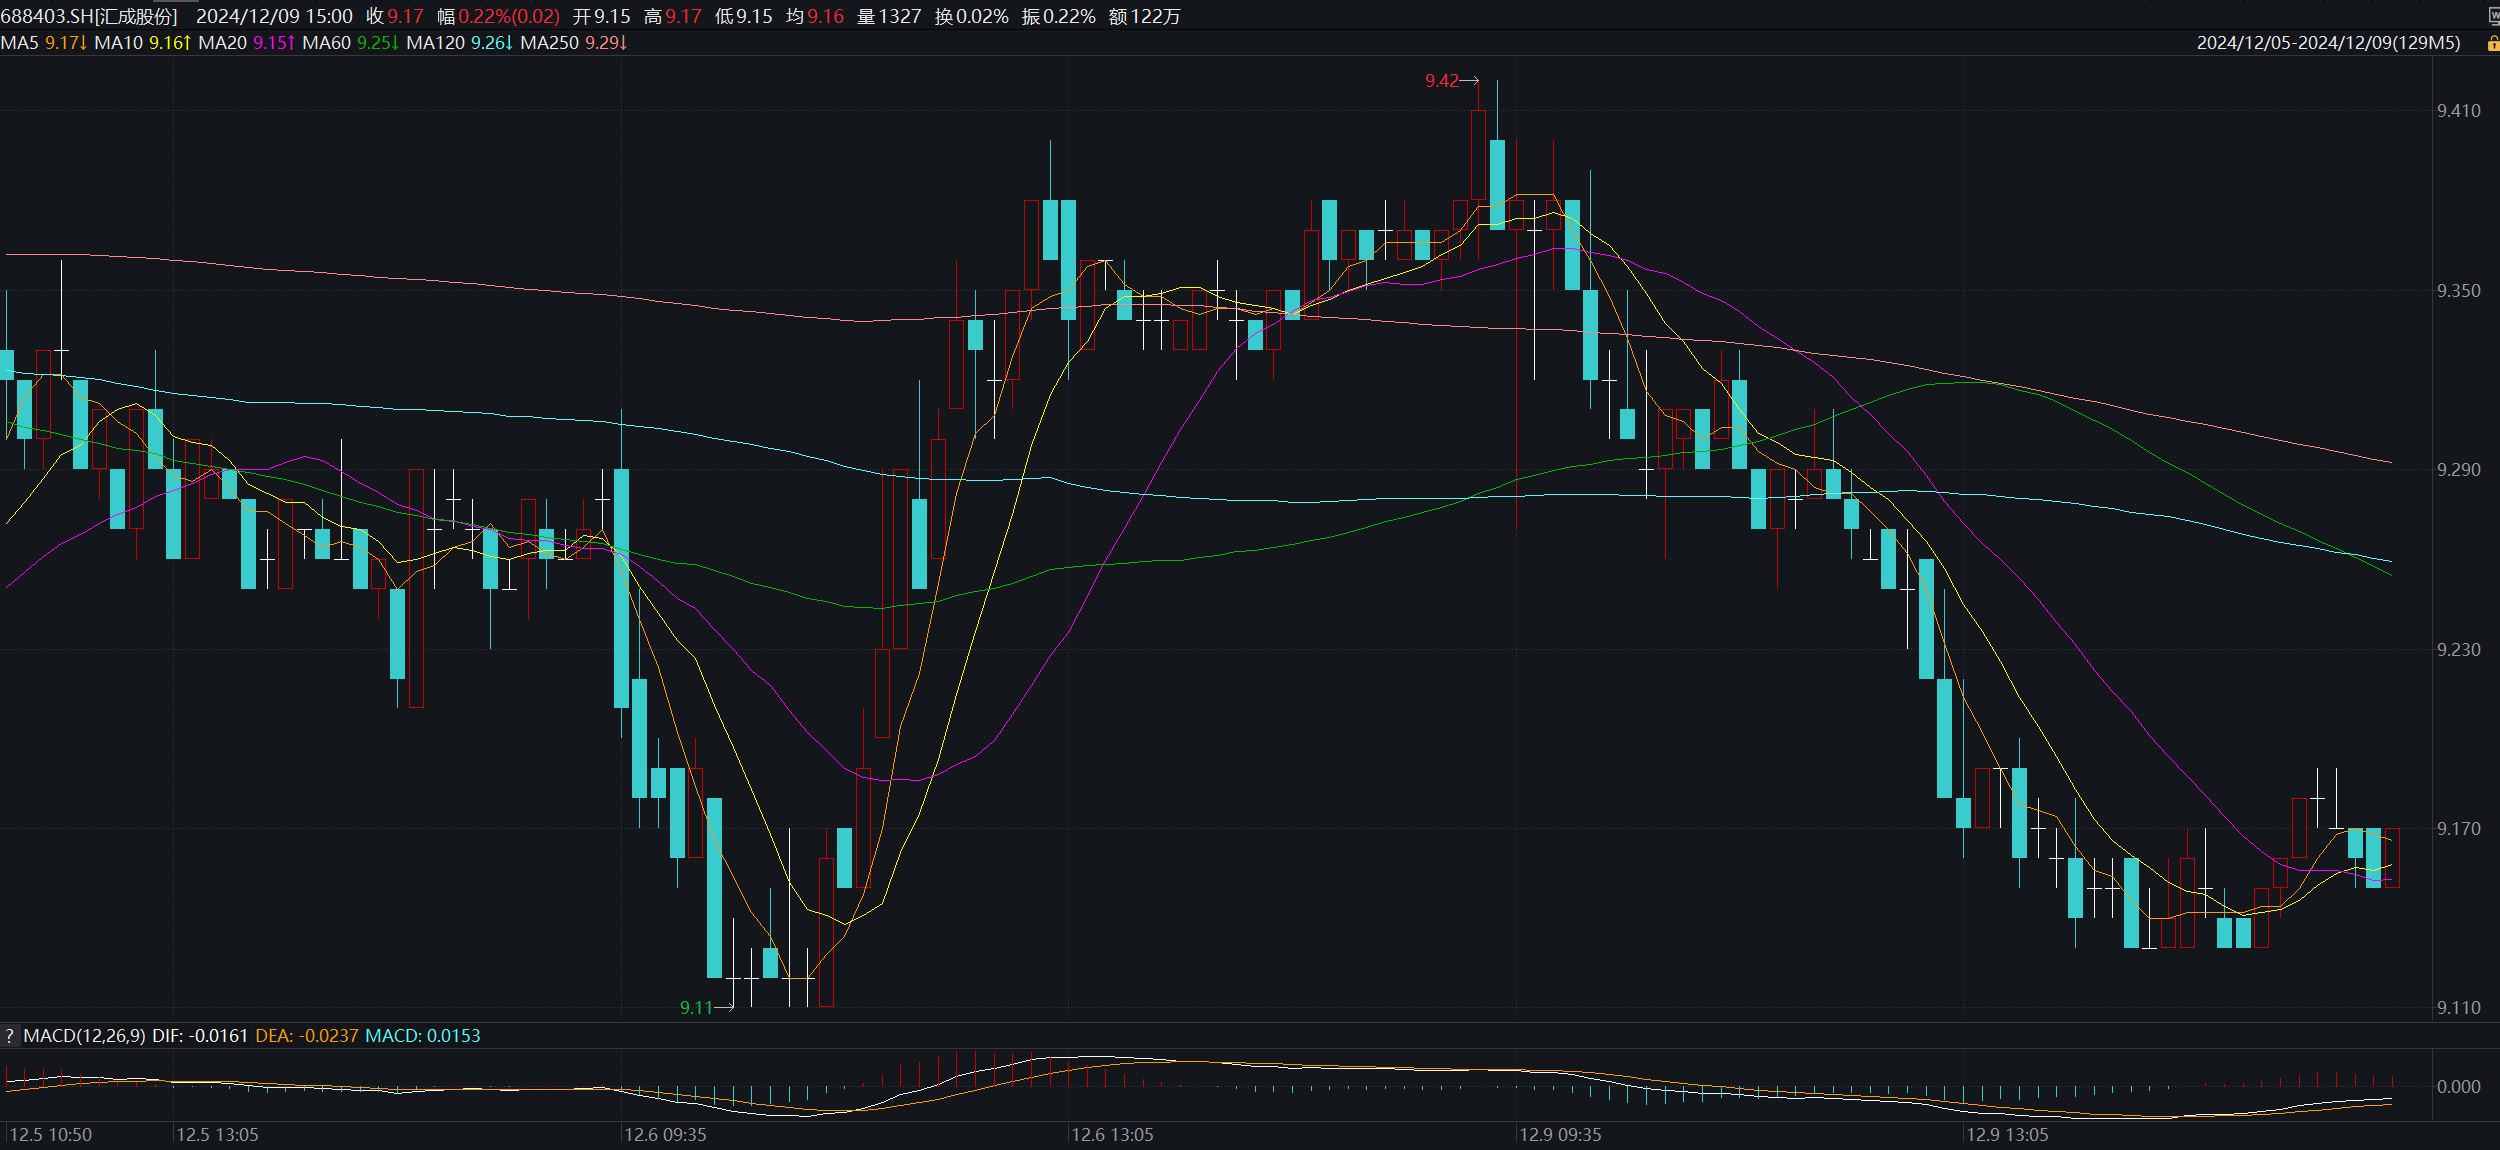 688403.SH[汇成股份] 2024/12/09 15:00 收9.17 幅0.22%(0.02) 开9.15 高9.17 低9.15 均9.16 量1327 换0.02% 振0.22% 额122万
MA5 9.17↓ MA10 9.16↑ MA20 9.15↑ MA60 9.25↓ MA120 9.26↓ MA250 9.29↓ 2024/12/05-2024/12/09(129M5)
9.42
9.410
9.350
9.290
9.230
9.170
9.11
9.110
? MACD(12,26,9) DIF: -0.0161 DEA: -0.0237 MACD: 0.0153
0.000
12.5 10:50 12.5 13:05 12.6 09:35 12.6 13:05 12.9 09:35 12.9 13:05